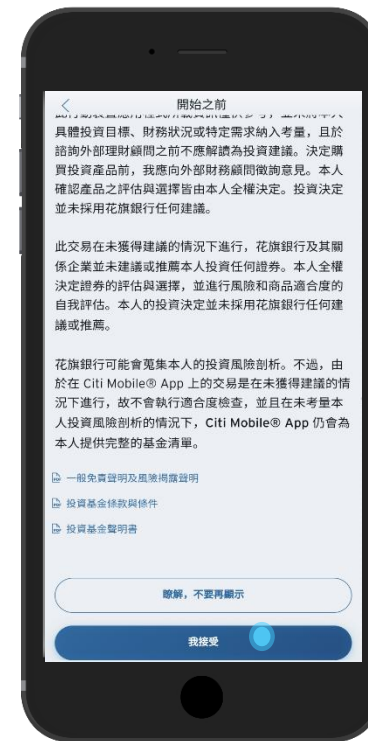 開始之前
具體投資目標、財務狀況或特定需求納入考量，且於
諮詢外部理財顧問之前不應解讀為投資建議。決定購
買投資產品前，我應向外部財務顧問徵詢意見。本人
確認產品之評估與選擇皆由本人全權決定。投資決定
並未採用花旗銀行任何建議。
此交易在未獲得建議的情況下進行，花旗銀行及其關
係企業並未建議或推薦本人投資任何證券。本人全權
決定證券的評估與選擇，並進行風險和商品適合度的
自我評估。本人的投資決定並未採用花旗銀行任何建
議或推薦。
花旗銀行可能會蒐集本人的投資風險剖析。不過，由
於在 Citi Mobile® App 上的交易是在未獲得建議的情
況下進行，故不會執行適合度檢查，並且在未考量本
人投資風險剖析的情況下，Citi Mobile® App 仍會為
本人提供完整的基金清單。
一般免責聲明及風險揭露聲明
投資基金條款與條件
投資基金聲明書
瞭解，不要再顯示
我接受